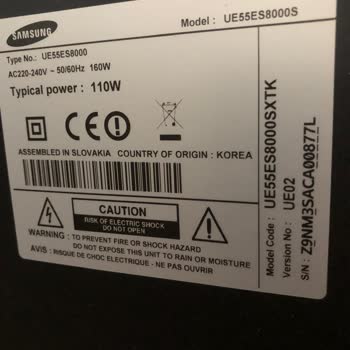 SAMSUNG
Model : UE55ES8000S
Type No.: UE55ES8000
AC220-240V ~ 50/60Hz 160W
Typical power : 110W
CE
ASSEMBLED IN SLOVAKIA COUNTRY OF ORIGIN : KOREA
CAUTION
RISK OF ELECTRIC SHOCK
DO NOT OPEN
WARNING : TO PREVENT FIRE OR SHOCK HAZARD
DO NOT EXPOSE THIS UNIT TO RAIN OR MOISTURE
AVIS : RISQUE DE CHOC ELECTRIQUE - NE PAS OUVRIR
Model Code : UE55ES8000SXTK
Version No : UE02
S/N : Z9NM3SACA00877L